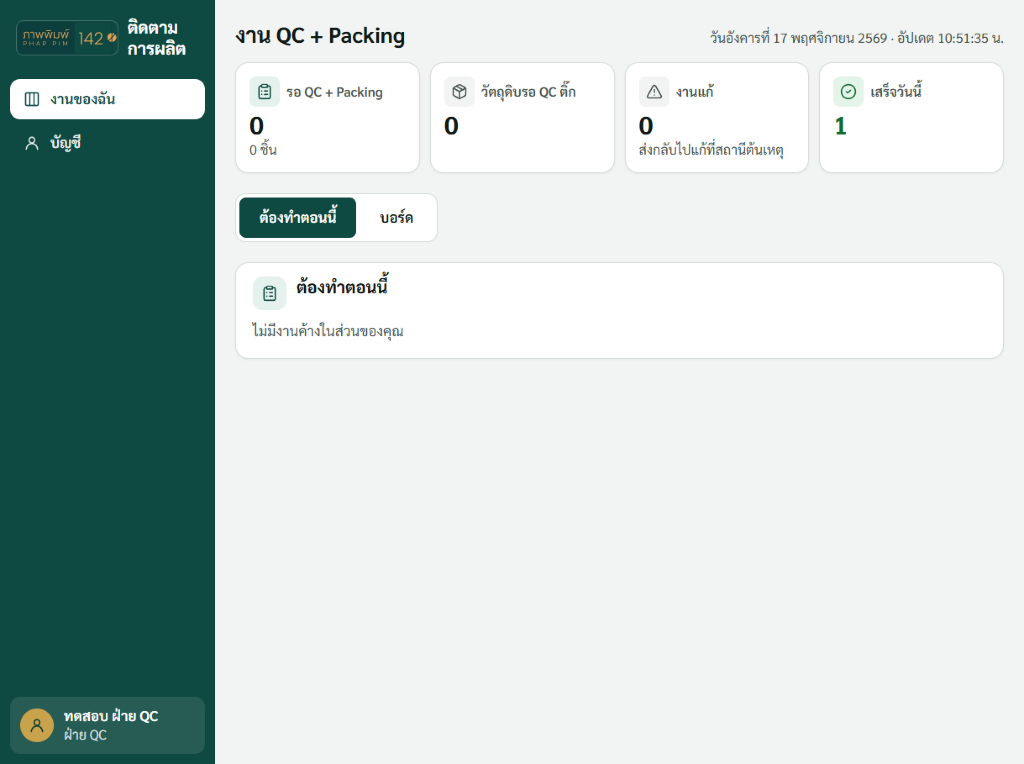 ภาพพิมพ์
PHAP PIM
142
ติดตาม
การผลิต
งานของฉัน
บัญชี
ทดสอบ ฝ่าย QC
ฝ่าย QC
งาน QC + Packing
วันอังคารที่ 17 พฤศจิกายน 2569 · อัปเดต 10:51:35 น.
รอ QC + Packing
0
0 ชิ้น
วัตถุดิบรอ QC ติ๊ก
0
งานแก้
0
ส่งกลับไปแก้ที่สถานีต้นเหตุ
เสร็จวันนี้
1
ต้องทำตอนนี้
บอร์ด
ต้องทำตอนนี้
ไม่มีงานค้างในส่วนของคุณ